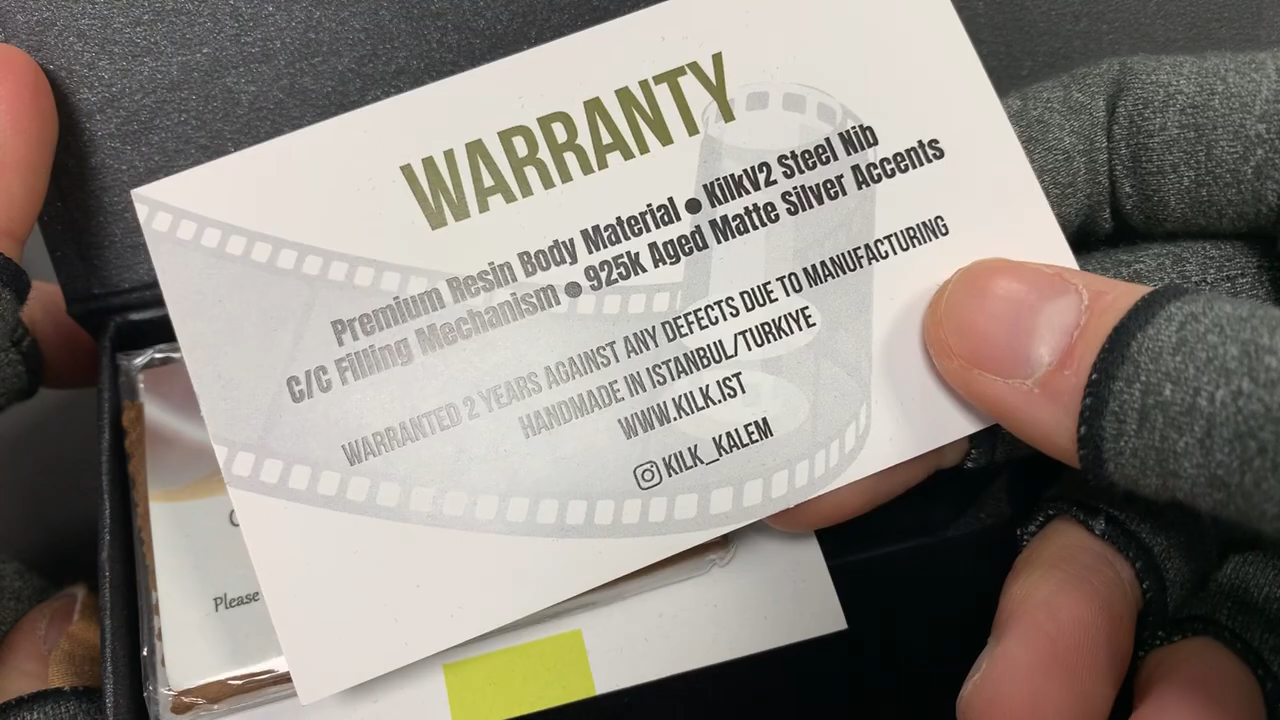 WARRANTY
Premium Resin Body Material ● KilkV2 Steel Nib
C/C Filling Mechanism ● 925k Aged Matte Silver Accents
WARRANTED 2 YEARS AGAINST ANY DEFECTS DUE TO MANUFACTURING
HANDMADE IN ISTANBUL/TURKIYE
WWW.KILK.IST
KILK_KALEM
Please